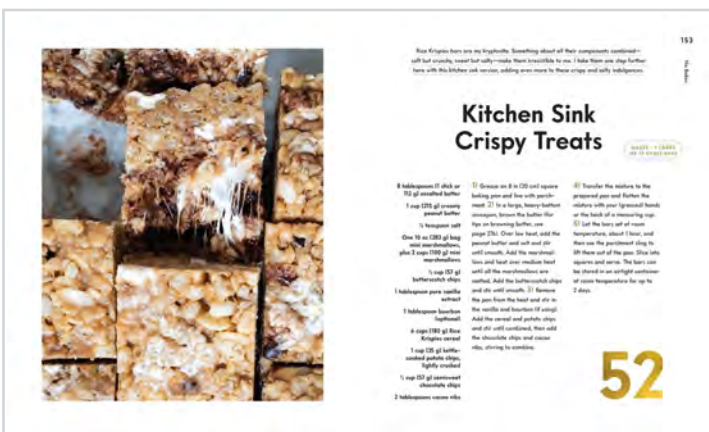 153
The Baker
Rice Krispies bars are my kryptonite. Something about all their components combined—
soft but crunchy, sweet but salty—make them irresistible to me. I take them one step further
here with this kitchen sink version, adding even more to these crispy and salty indulgences.
Kitchen Sink
Crispy Treats
8 tablespoons (1 stick or
112 g) unsalted butter
1 cup (270 g) creamy
peanut butter
½ teaspoon salt
One 10 oz (283 g) bag
mini marshmallows,
plus 2 cups (100 g) mini
marshmallows
⅓ cup (57 g)
butterscotch chips
1 tablespoon pure vanilla
extract
1 tablespoon bourbon
(optional)
6 cups (180 g) Rice
Krispies cereal
1 cup (35 g) kettle-
cooked potato chips,
lightly crushed
⅓ cup (57 g) semisweet
chocolate chips
2 tablespoons cacao nibs
1) Grease an 8 in (20 cm) square
baking pan and line with parch-
ment. 2) In a large, heavy-bottom
saucepan, brown the butter (for
tips on browning butter, see
page 276). Over low heat, add the
peanut butter and salt and stir
until smooth. Add the marshmal-
lows and heat over medium heat
until all the marshmallows are
melted. Add the butterscotch chips
and stir until smooth. 3) Remove
the pan from the heat and stir in
the vanilla and bourbon (if using).
Add the cereal and potato chips
and stir until combined, then add
the chocolate chips and cacao
nibs, stirring to combine.
4) Transfer the mixture to the
prepared pan and flatten the
mixture with your (greased) hands
or the back of a measuring cup.
5) Let the bars set at room
temperature, about 1 hour, and
then use the parchment sling to
lift them out of the pan. Slice into
squares and serve. The bars can
be stored in an airtight container
at room temperature for up to
2 days.
52